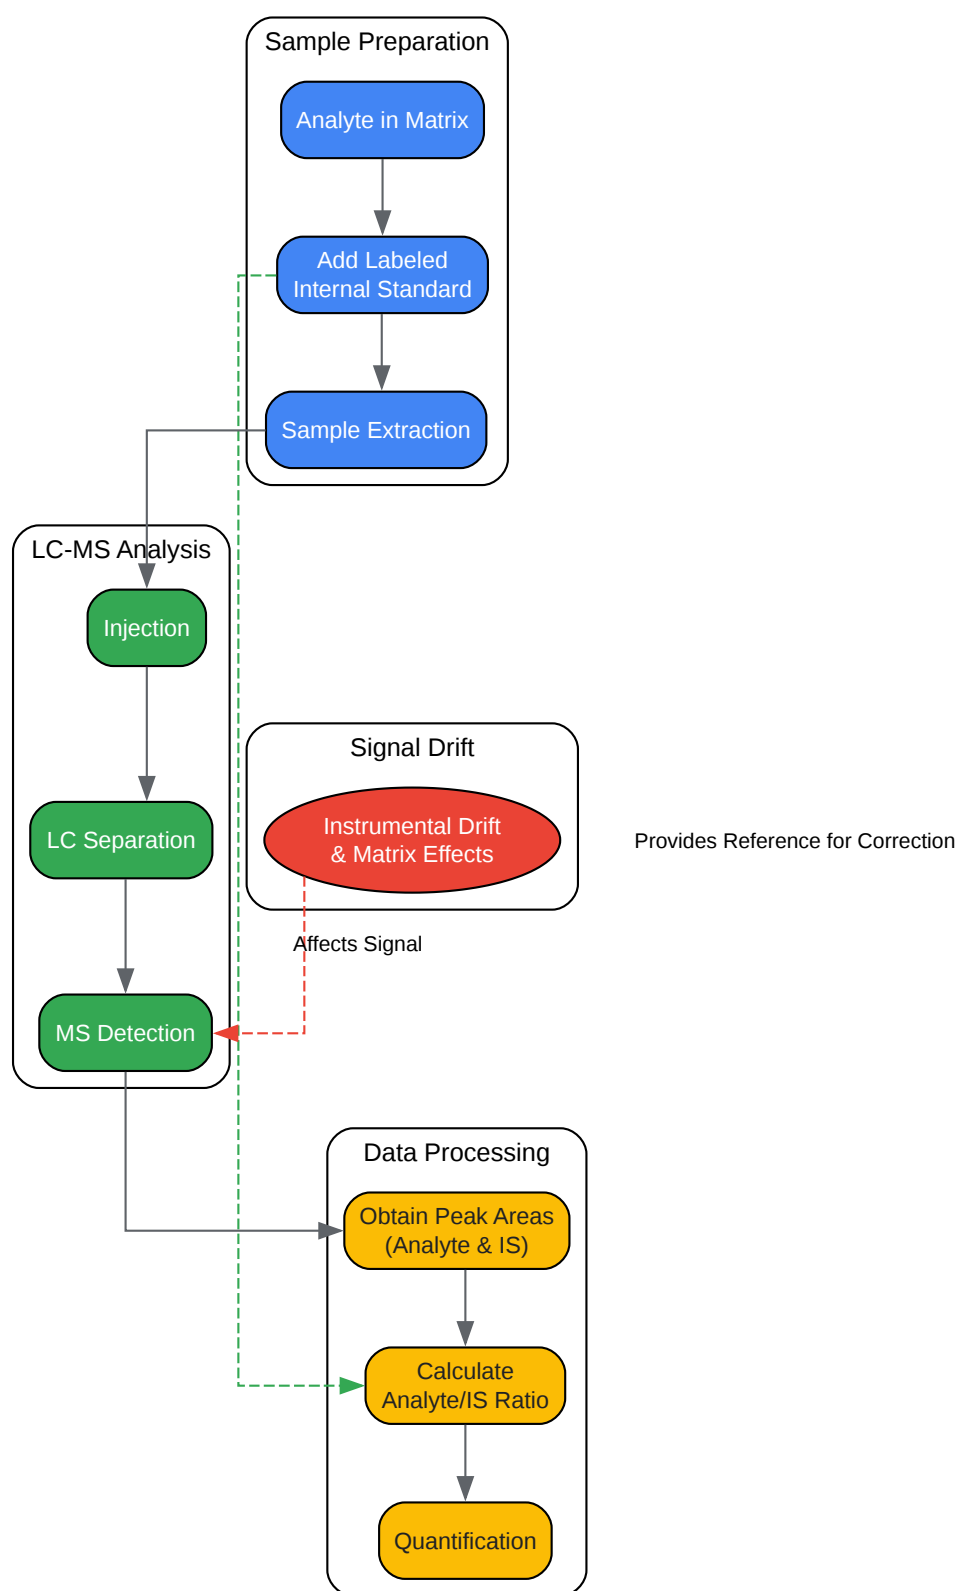 Sample Preparation
Analyte in Matrix
Add Labeled
Internal Standard
Sample Extraction
LC-MS Analysis
Injection
Signal Drift
LC Separation
Instrumental Drift
& Matrix Effects
Provides Reference for Correction
Affects Signal
MS Detection
Data Processing
Obtain Peak Areas
(Analyte & IS)
Calculate
Analyte/IS Ratio
Quantification